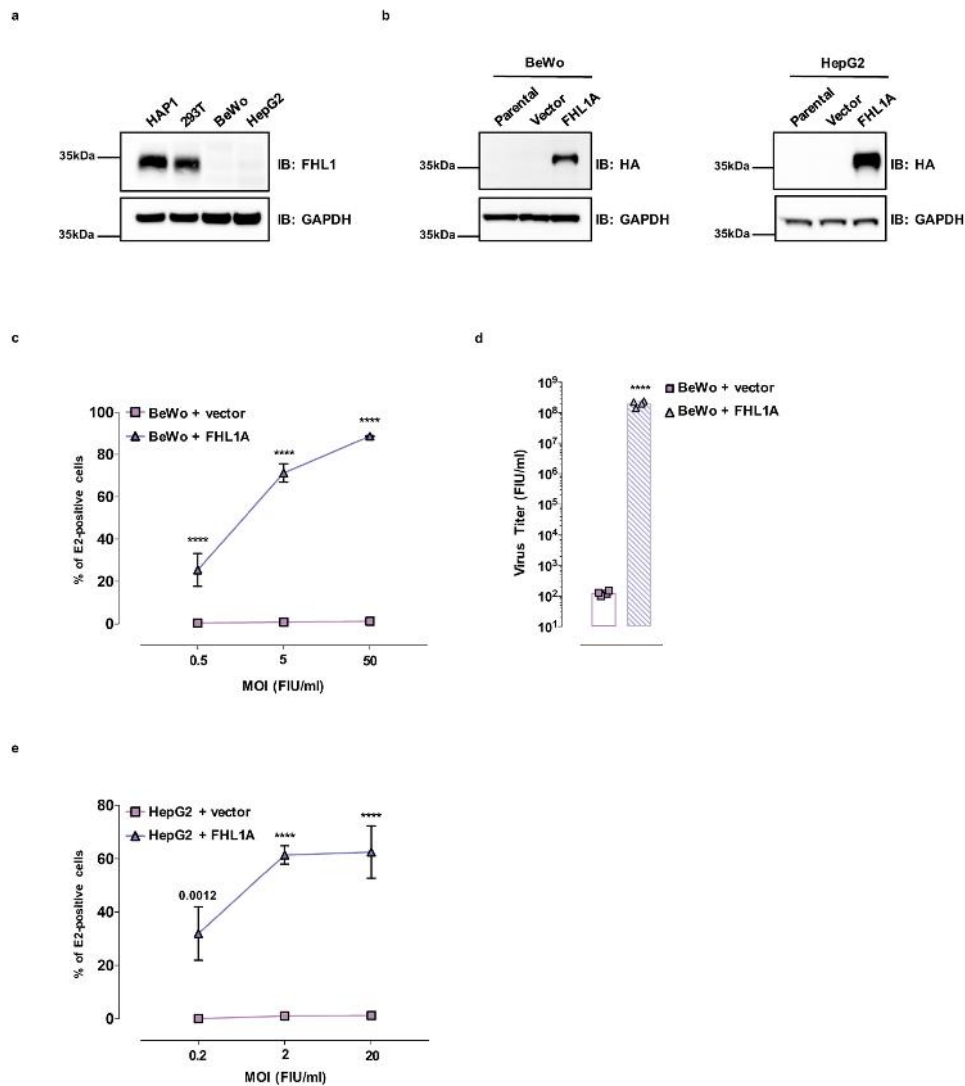 a
HAP1 293T BeWo HepG2
35kDa IB: FHL1
IB: GAPDH
35kDa
b
BeWo
Parental Vector FHL1A
35kDa IB: HA
IB: GAPDH
35kDa
HepG2
Parental Vector FHL1A
35kDa IB: HA
IB: GAPDH
35kDa
c
BeWo + vector
BeWo + FHL1A
% of E2-positive cells
100
80
60
40
20
0
****
****
****
0.5 5 50
MOI (FIU/ml)
d
BeWo + vector
BeWo + FHL1A
Virus Titer (FIU/ml)
10⁹
10⁸
10⁷
10⁶
10⁵
10⁴
10³
10²
10¹
****
e
HepG2 + vector
HepG2 + FHL1A
% of E2-positive cells
80
60
40
20
0
0.0012
****
****
0.2 2 20
MOI (FIU/ml)